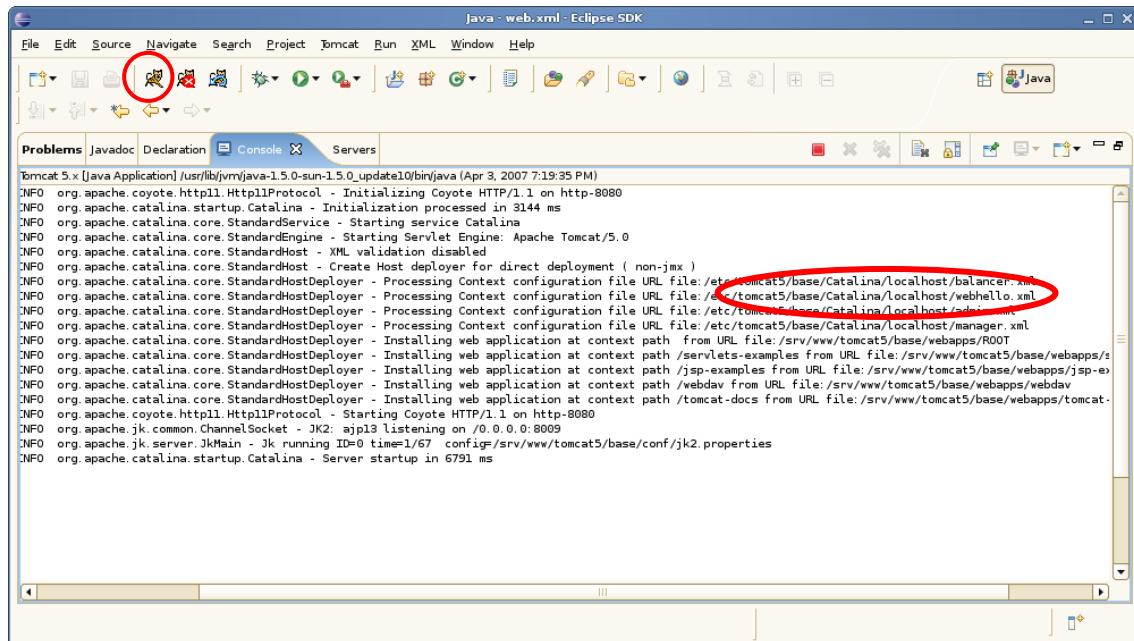 Java - web.xml - Eclipse SDK
File Edit Source Navigate Search Project Tomcat Run XML Window Help
Java
Problems Javadoc Declaration Console Servers
Tomcat 5.x [Java Application] /usr/lib/jvm/java-1.5.0-sun-1.5.0_update10/bin/java (Apr 3, 2007 7:19:35 PM)
INFO org.apache.coyote.http11.Http11Protocol - Initializing Coyote HTTP/1.1 on http-8080
INFO org.apache.catalina.startup.Catalina - Initialization processed in 3144 ms
INFO org.apache.catalina.core.StandardService - Starting service Catalina
INFO org.apache.catalina.core.StandardEngine - Starting Servlet Engine: Apache Tomcat/5.0
INFO org.apache.catalina.core.StandardHost - XML validation disabled
INFO org.apache.catalina.core.StandardHost - Create Host deployer for direct deployment ( non-jmx )
INFO org.apache.catalina.core.StandardHostDeployer - Processing Context configuration file URL file:/etc/tomcat5/base/Catalina/localhost/balancer.xml
INFO org.apache.catalina.core.StandardHostDeployer - Processing Context configuration file URL file:/etc/tomcat5/base/Catalina/localhost/webhello.xml
INFO org.apache.catalina.core.StandardHostDeployer - Processing Context configuration file URL file:/etc/tomcat5/base/Catalina/localhost/admin.xml
INFO org.apache.catalina.core.StandardHostDeployer - Processing Context configuration file URL file:/etc/tomcat5/base/Catalina/localhost/manager.xml
INFO org.apache.catalina.core.StandardHostDeployer - Installing web application at context path from URL file:/srv/www/tomcat5/base/webapps/ROOT
INFO org.apache.catalina.core.StandardHostDeployer - Installing web application at context path /servlets-examples from URL file:/srv/www/tomcat5/base/webapps/s
INFO org.apache.catalina.core.StandardHostDeployer - Installing web application at context path /jsp-examples from URL file:/srv/www/tomcat5/base/webapps/jsp-ex
INFO org.apache.catalina.core.StandardHostDeployer - Installing web application at context path /webdav from URL file:/srv/www/tomcat5/base/webapps/webdav
INFO org.apache.catalina.core.StandardHostDeployer - Installing web application at context path /tomcat-docs from URL file:/srv/www/tomcat5/base/webapps/tomcat-
INFO org.apache.coyote.http11.Http11Protocol - Starting Coyote HTTP/1.1 on http-8080
INFO org.apache.jk.common.ChannelSocket - JK2: ajp13 listening on /0.0.0.0:8009
INFO org.apache.jk.server.JkMain - Jk running ID=0 time=1/67 config=/srv/www/tomcat5/base/conf/jk2.properties
INFO org.apache.catalina.startup.Catalina - Server startup in 6791 ms